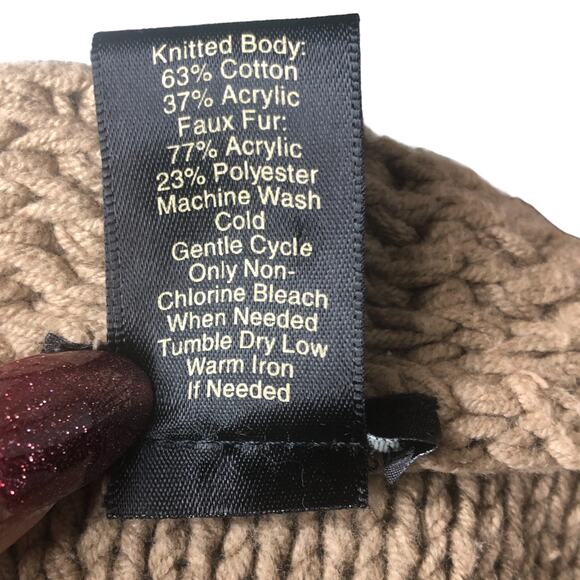 Knitted Body:
63% Cotton
37% Acrylic
Faux Fur:
77% Acrylic
23% Polyester
Machine Wash
Cold
Gentle Cycle
Only Non-
Chlorine Bleach
When Needed
Tumble Dry Low
Warm Iron
If Needed